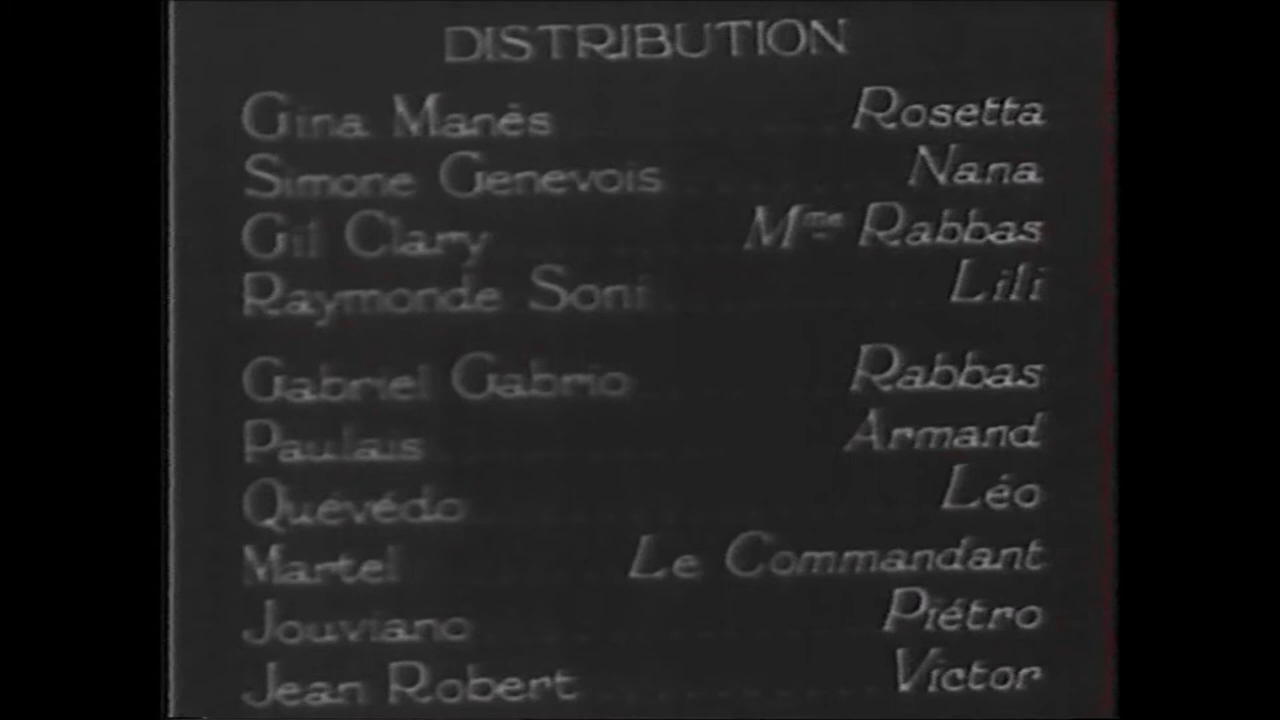 DISTRIBUTION
Gina Manès Rosetta
Simone Genevois Nana
Gil Clary Mme Rabbas
Raymonde Soni Lili
Gabriel Gabrio Rabbas
Paulais Armand
Quévédo Léo
Martel Le Commandant
Jouviano Piétro
Jean Robert Victor